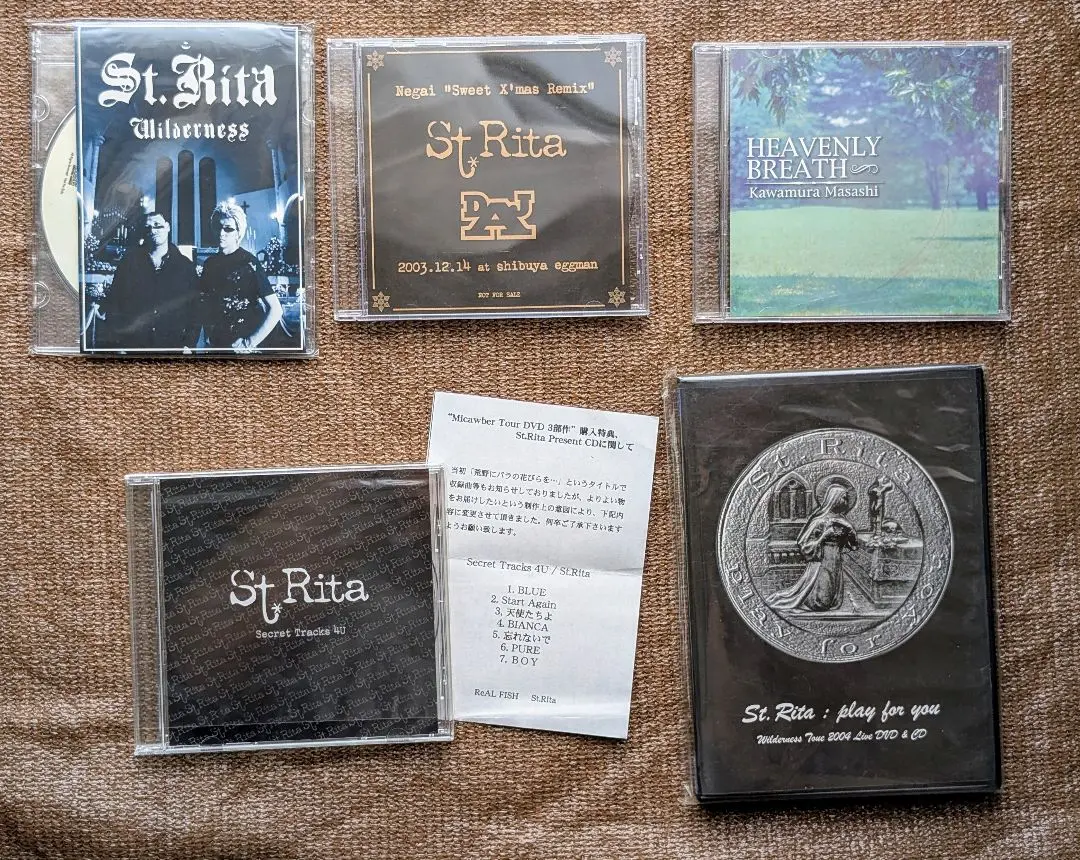 St.Rita
Wilderness
Negai "Sweet X'mas Remix"
St Rita
DAI
2003.12.14 at shibuya eggman
NOT FOR SALE
HEAVENLY
BREATH
Kawamura Masashi
St Rita
Secret Tracks 4U
"Micawber Tour DVD 3部作" 購入特典、
St.Rita Present CDに関して
当初「荒野にバラの花びらを…」というタイトルで
収録曲等もお知らせしておりましたが、よりよい物
をお届けしたいという制作上の意図により、下記内
容に変更させて頂きました。何卒ご了承下さいます
ようお願い致します。
Secret Tracks 4U / St.Rita
1. BLUE
2. Start Again
3. 天使たちよ
4. BIANCA
5. 忘れないで
6. PURE
7. BOY
ReAL FISH St.Rita
St. Rita
for
St. Rita : play for you
Wilderness Tour 2004 Live DVD & CD